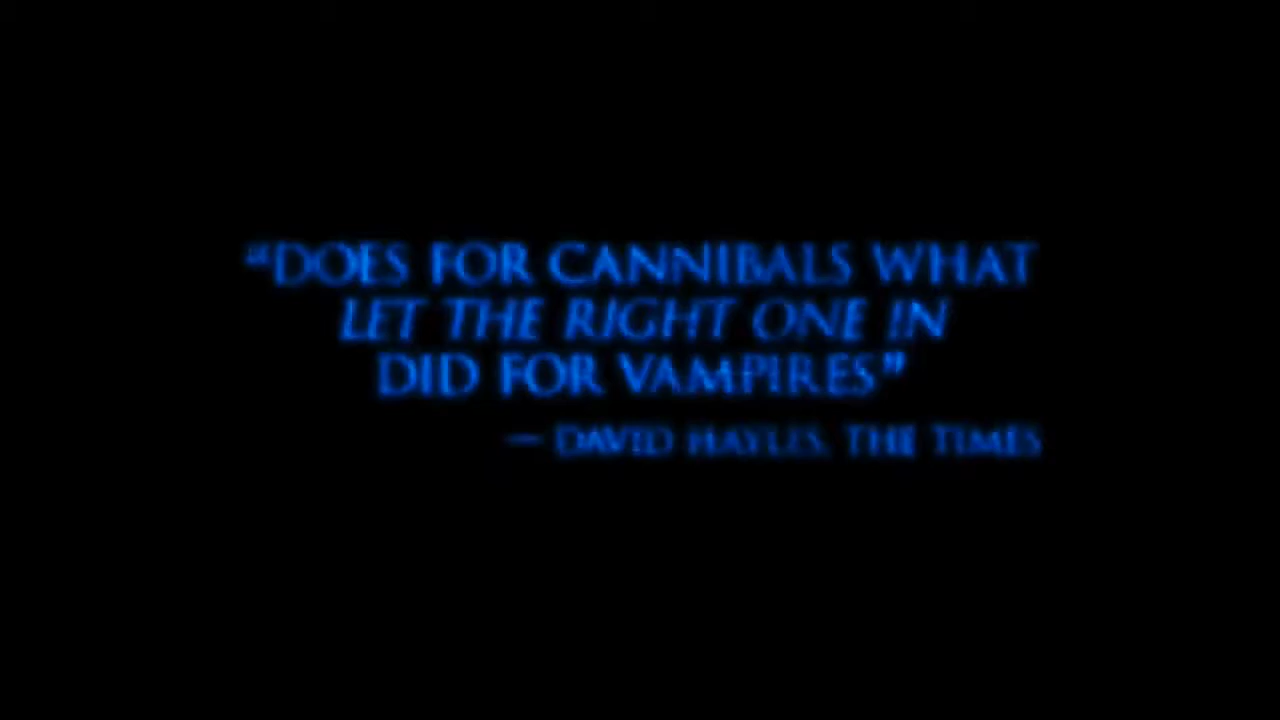 "DOES FOR CANNIBALS WHAT
LET THE RIGHT ONE IN
DID FOR VAMPIRES"
— DAVID HAYLES, THE TIMES